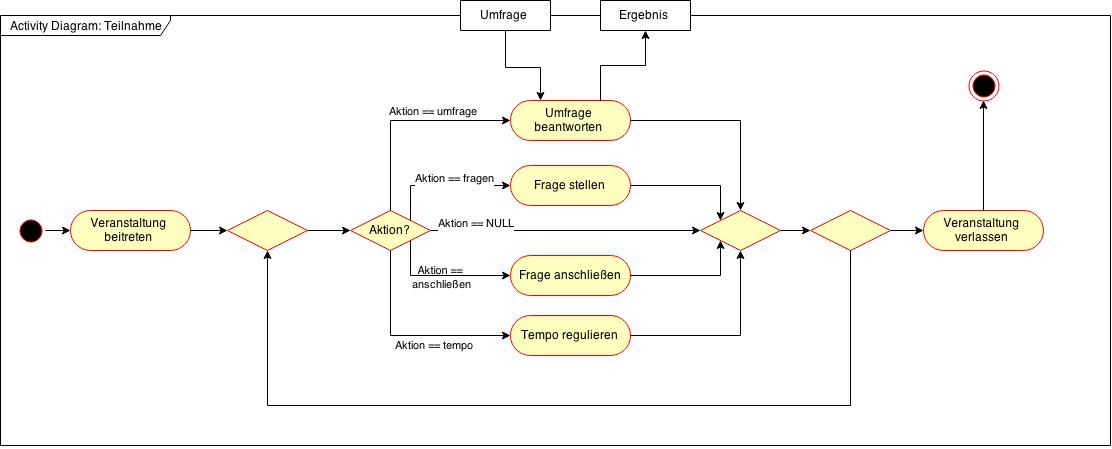 Umfrage
Ergebnis
Activity Diagram: Teilnahme
Aktion == umfrage
Umfrage
beantworten
Aktion == fragen
Frage stellen
Veranstaltung
beitreten
Aktion?
Aktion == NULL
Veranstaltung
verlassen
Aktion ==
anschließen
Frage anschließen
Tempo regulieren
Aktion == tempo